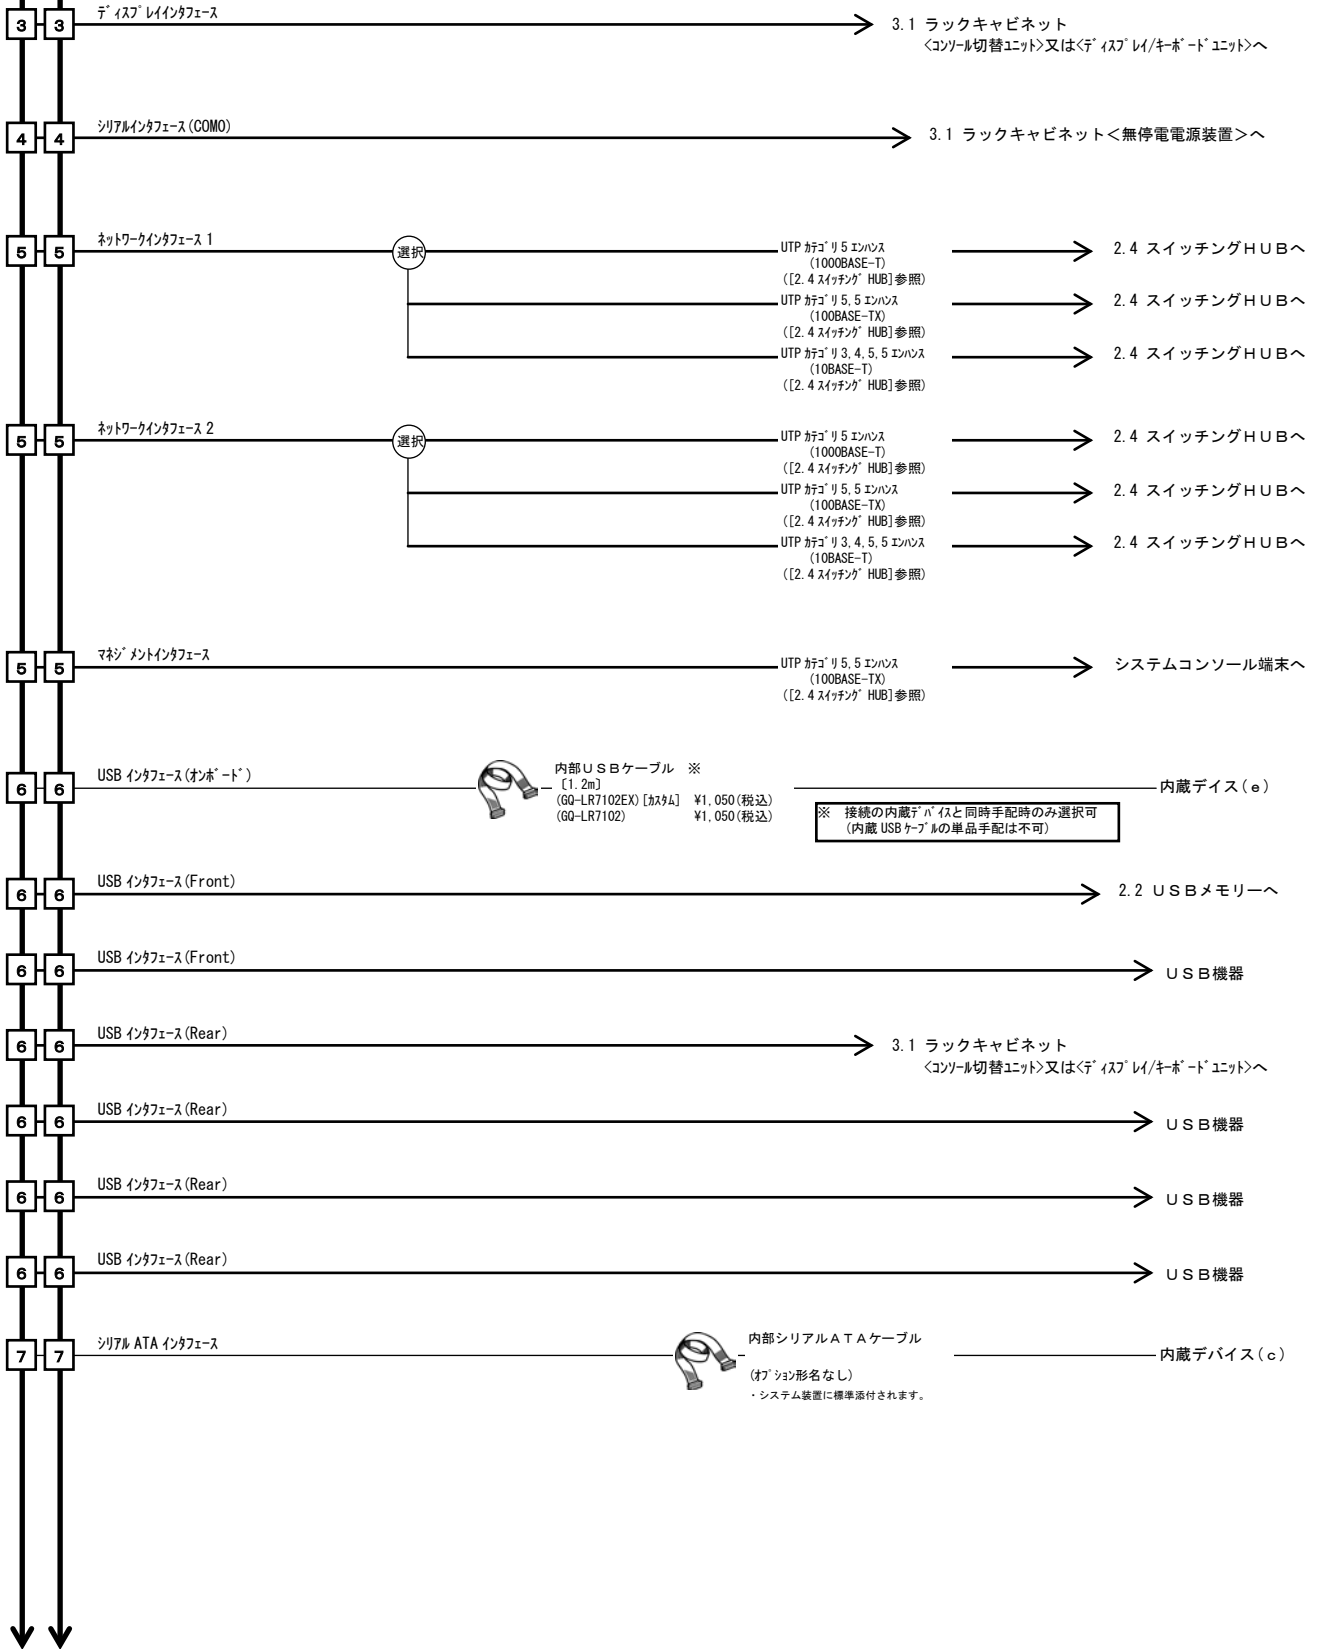 3 3 ﾃﾞｨｽﾌﾟﾚｲｲﾝﾀﾌｪｰｽ 3.1 ラックキャビネット
<ｺﾝｿｰﾙ切替ﾕﾆｯﾄ>又は<ﾃﾞｨｽﾌﾟﾚｲ/ｷｰﾎﾞｰﾄﾞﾕﾆｯﾄ>へ
4 4 ｼﾘｱﾙｲﾝﾀﾌｪｰｽ(COM0) 3.1 ラックキャビネット＜無停電電源装置＞へ
5 5 ﾈｯﾄﾜｰｸｲﾝﾀﾌｪｰｽ 1 選択 UTP ｶﾃｺﾞﾘ 5 ｴﾝﾊﾝｽ 2.4 スイッチングＨＵＢへ
(1000BASE-T)
([2.4 ｽｲｯﾁﾝｸﾞ HUB]参照)
UTP ｶﾃｺﾞﾘ 5,5 ｴﾝﾊﾝｽ 2.4 スイッチングＨＵＢへ
(100BASE-TX)
([2.4 ｽｲｯﾁﾝｸﾞ HUB]参照)
UTP ｶﾃｺﾞﾘ 3,4,5,5 ｴﾝﾊﾝｽ 2.4 スイッチングＨＵＢへ
(10BASE-T)
([2.4 ｽｲｯﾁﾝｸﾞ HUB]参照)
5 5 ﾈｯﾄﾜｰｸｲﾝﾀﾌｪｰｽ 2 選択 UTP ｶﾃｺﾞﾘ 5 ｴﾝﾊﾝｽ 2.4 スイッチングＨＵＢへ
(1000BASE-T)
([2.4 ｽｲｯﾁﾝｸﾞ HUB]参照)
UTP ｶﾃｺﾞﾘ 5,5 ｴﾝﾊﾝｽ 2.4 スイッチングＨＵＢへ
(100BASE-TX)
([2.4 ｽｲｯﾁﾝｸﾞ HUB]参照)
UTP ｶﾃｺﾞﾘ 3,4,5,5 ｴﾝﾊﾝｽ 2.4 スイッチングＨＵＢへ
(10BASE-T)
([2.4 ｽｲｯﾁﾝｸﾞ HUB]参照)
5 5 ﾏﾈｼﾞﾒﾝﾄｲﾝﾀﾌｪｰｽ UTP ｶﾃｺﾞﾘ 5,5 ｴﾝﾊﾝｽ システムコンソール端末へ
(100BASE-TX)
([2.4 ｽｲｯﾁﾝｸﾞ HUB]参照)
6 6 USB ｲﾝﾀﾌｪｰｽ(ｵﾝﾎﾞｰﾄﾞ) 内部ＵＳＢケーブル ※ 内蔵デイス(ｅ)
[1.2m]
(GQ-LR7102EX)[ｶｽﾀﾑ] ¥1,050(税込)
(GQ-LR7102) ¥1,050(税込)
※ 接続の内蔵ﾃﾞﾊﾞｲｽと同時手配時のみ選択可
(内蔵 USB ｹｰﾌﾞﾙの単品手配は不可)
6 6 USB ｲﾝﾀﾌｪｰｽ(Front) 2.2 ＵＳＢメモリーへ
6 6 USB ｲﾝﾀﾌｪｰｽ(Front) ＵＳＢ機器
6 6 USB ｲﾝﾀﾌｪｰｽ(Rear) 3.1 ラックキャビネット
<ｺﾝｿｰﾙ切替ﾕﾆｯﾄ>又は<ﾃﾞｨｽﾌﾟﾚｲ/ｷｰﾎﾞｰﾄﾞﾕﾆｯﾄ>へ
6 6 USB ｲﾝﾀﾌｪｰｽ(Rear) ＵＳＢ機器
6 6 USB ｲﾝﾀﾌｪｰｽ(Rear) ＵＳＢ機器
6 6 USB ｲﾝﾀﾌｪｰｽ(Rear) ＵＳＢ機器
7 7 ｼﾘｱﾙ ATA ｲﾝﾀﾌｪｰｽ 内部シリアルＡＴＡケーブル 内蔵デバイス(ｃ)
(ｵﾌﾟｼｮﾝ形名なし)
・システム装置に標準添付されます。